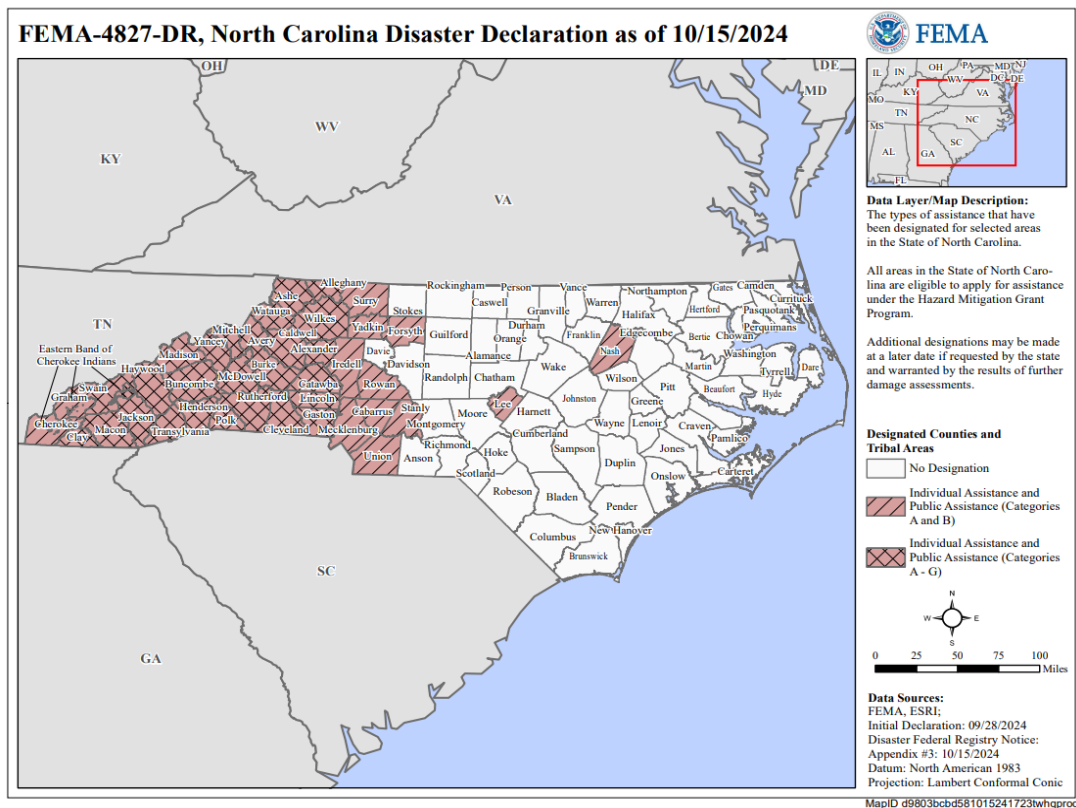 FEMA-4827-DR, North Carolina Disaster Declaration as of 10/15/2024
FEMA
OH
WV
KY
VA
DE
MD
TN
SC
GA
Alleghany
Ashe
Surry
Stokes
Rockingham
Caswell
Person
Vance
Granville
Warren
Northampton
Gates
Camden
Currituck
Pasquotank
Perquimans
Hertford
Halifax
Watauga
Wilkes
Yadkin
Forsyth
Guilford
Durham
Orange
Franklin
Edgecombe
Bertie
Chowan
Mitchell
Yancey
Avery
Caldwell
Alexander
Iredell
Davie
Davidson
Alamance
Wake
Nash
Martin
Washington
Tyrrell
Dare
Eastern Band of
Cherokee Indians
Madison
Haywood
Buncombe
McDowell
Burke
Catawba
Rowan
Randolph
Chatham
Wilson
Pitt
Beaufort
Hyde
Swain
Graham
Rutherford
Lincoln
Cabarrus
Stanly
Lee
Johnston
Greene
Henderson
Jackson
Polk
Gaston
Montgomery
Moore
Harnett
Wayne
Lenoir
Craven
Pamlico
Cherokee
Clay
Macon
Transylvania
Cleveland
Mecklenburg
Union
Anson
Richmond
Hoke
Cumberland
Sampson
Duplin
Jones
Carteret
Scotland
Onslow
Robeson
Bladen
Pender
Columbus
New Hanover
Brunswick
IL
IN
OH
PA
MD
NJ
WV
DC
DE
KY
VA
MO
TN
NC
MS
SC
AL
GA
FL
Data Layer/Map Description:
The types of assistance that have
been designated for selected areas
in the State of North Carolina.
All areas in the State of North Caro-
lina are eligible to apply for assistance
under the Hazard Mitigation Grant
Program.
Additional designations may be made
at a later date if requested by the state
and warranted by the results of further
damage assessments.
Designated Counties and
Tribal Areas
No Designation
Individual Assistance and
Public Assistance (Categories
A and B)
Individual Assistance and
Public Assistance (Categories
A - G)
N
W
E
S
0 25 50 75 100
Miles
Data Sources:
FEMA, ESRI;
Initial Declaration: 09/28/2024
Disaster Federal Registry Notice:
Appendix #3: 10/15/2024
Datum: North American 1983
Projection: Lambert Conformal Conic
MapID d9803bcbd581015241723twhqprod